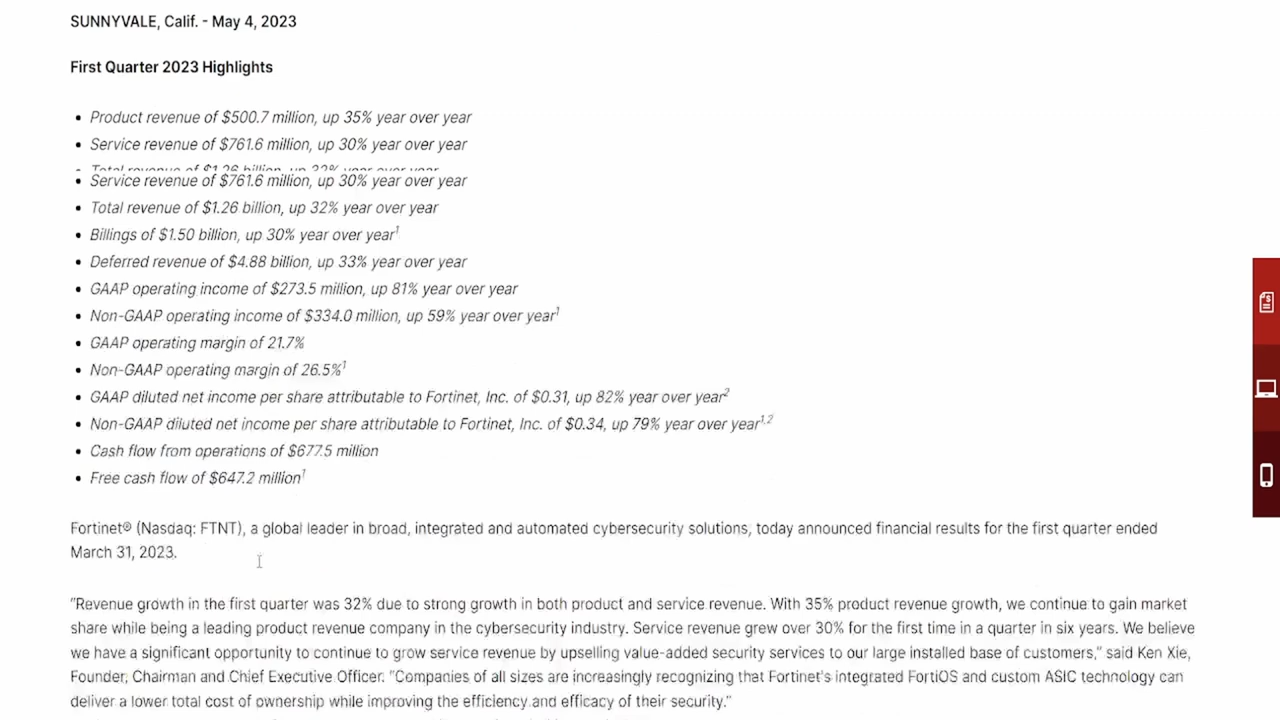 SUNNYVALE, Calif. - May 4, 2023
First Quarter 2023 Highlights
• Product revenue of $500.7 million, up 35% year over year
• Service revenue of $761.6 million, up 30% year over year
Total revenue of $1.26 billion, up 32% year over year
• Service revenue of $761.6 million, up 30% year over year
• Total revenue of $1.26 billion, up 32% year over year
• Billings of $1.50 billion, up 30% year over year¹
• Deferred revenue of $4.88 billion, up 33% year over year
• GAAP operating income of $273.5 million, up 81% year over year
• Non-GAAP operating income of $334.0 million, up 59% year over year¹
• GAAP operating margin of 21.7%
• Non-GAAP operating margin of 26.5%¹
• GAAP diluted net income per share attributable to Fortinet, Inc. of $0.31, up 82% year over year²
• Non-GAAP diluted net income per share attributable to Fortinet, Inc. of $0.34, up 79% year over year¹,²
• Cash flow from operations of $677.5 million
• Free cash flow of $647.2 million¹
Fortinet® (Nasdaq: FTNT), a global leader in broad, integrated and automated cybersecurity solutions, today announced financial results for the first quarter ended
March 31, 2023.
"Revenue growth in the first quarter was 32% due to strong growth in both product and service revenue. With 35% product revenue growth, we continue to gain market
share while being a leading product revenue company in the cybersecurity industry. Service revenue grew over 30% for the first time in a quarter in six years. We believe
we have a significant opportunity to continue to grow service revenue by upselling value-added security services to our large installed base of customers," said Ken Xie,
Founder, Chairman and Chief Executive Officer. "Companies of all sizes are increasingly recognizing that Fortinet's integrated FortiOS and custom ASIC technology can
deliver a lower total cost of ownership while improving the efficiency and efficacy of their security."